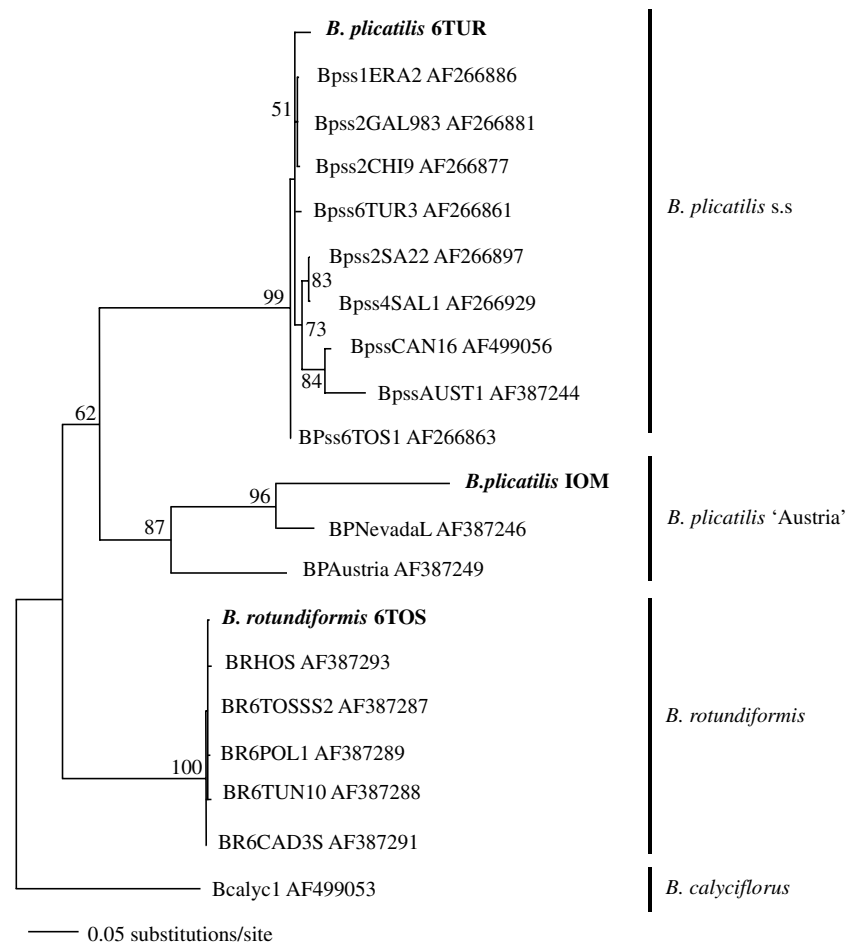 B. plicatilis 6TUR
Bpss1ERA2 AF266886
51
Bpss2GAL983 AF266881
Bpss2CHI9 AF266877
Bpss6TUR3 AF266861
B. plicatilis s.s
Bpss2SA22 AF266897
83
99
Bpss4SAL1 AF266929
73
BpssCAN16 AF499056
84
BpssAUST1 AF387244
62
BPss6TOS1 AF266863
B.plicatilis IOM
96
BPNevadaL AF387246
B. plicatilis ‘Austria’
87
BPAustria AF387249
B. rotundiformis 6TOS
BRHOS AF387293
BR6TOSSS2 AF387287
B. rotundiformis
BR6POL1 AF387289
100
BR6TUN10 AF387288
BR6CAD3S AF387291
Bcalyc1 AF499053
B. calyciflorus
0.05 substitutions/site